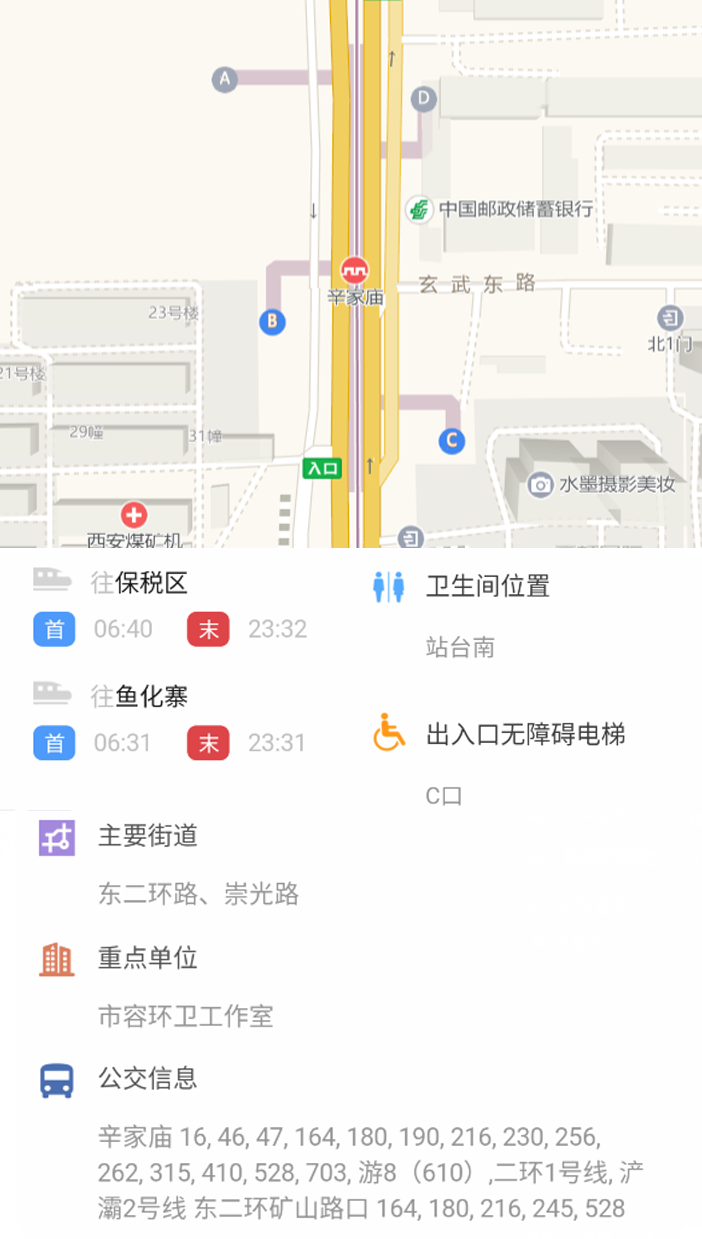 A
D
中国邮政储蓄银行
辛家庙
玄武东路
B
23号楼
北1门
21号楼
29幢
31幢
C
入口
水墨摄影美妆
西安煤矿机
往保税区
首 06:40 末 23:32
往鱼化寨
首 06:31 末 23:31
卫生间位置
站台南
出入口无障碍电梯
C口
主要街道
东二环路、崇光路
重点单位
市容环卫工作室
公交信息
辛家庙 16, 46, 47, 164, 180, 190, 216, 230, 256,
262, 315, 410, 528, 703, 游8（610）,二环1号线, 浐
灞2号线 东二环矿山路口 164, 180, 216, 245, 528